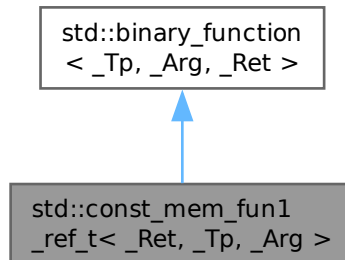 std::binary_function
< _Tp, _Arg, _Ret >
std::const_mem_fun1
_ref_t< _Ret, _Tp, _Arg >